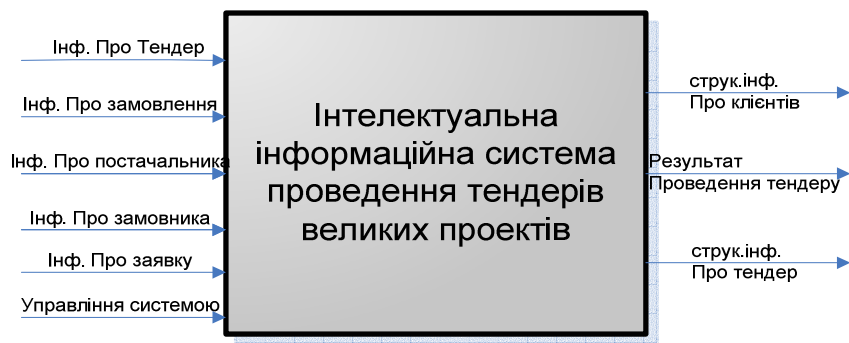 Інф. Про Тендер
Інф. Про замовлення
Інф. Про постачальника
Інф. Про замовника
Інф. Про заявку
Управління системою
Інтелектуальна
інформаційна система
проведення тендерів
великих проектів
струк.інф.
Про клієнтів
Результат
Проведення тендеру
струк.інф.
Про тендер